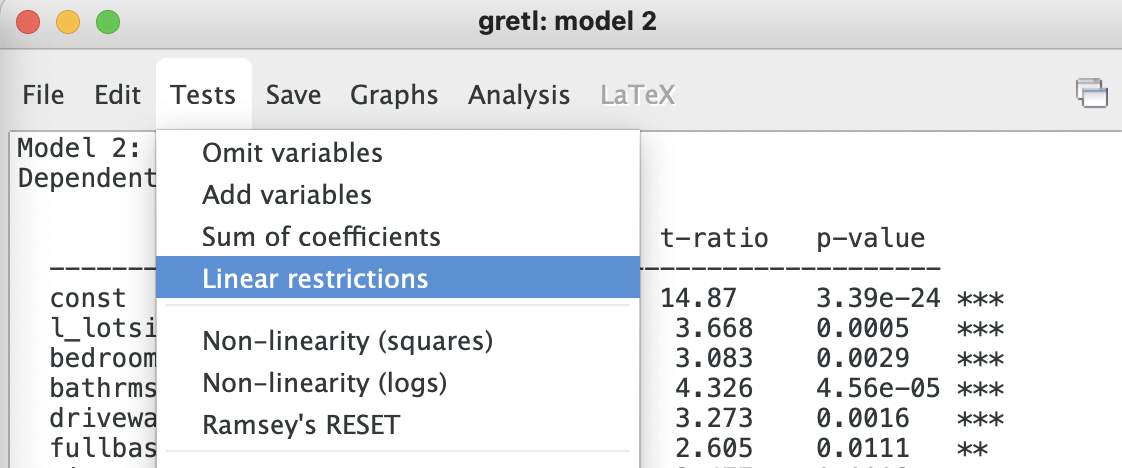 gretl: model 2
File Edit Tests Save Graphs Analysis LaTeX
Model 2:
Dependent
Omit variables
Add variables
Sum of coefficients
Linear restrictions
Non-linearity (squares)
Non-linearity (logs)
Ramsey's RESET
t-ratio p-value
const 14.87 3.39e-24 ***
l_lotsi 3.668 0.0005 ***
bedroom 3.083 0.0029 ***
bathrms 4.326 4.56e-05 ***
drivewa 3.273 0.0016 ***
fullbas 2.605 0.0111 **